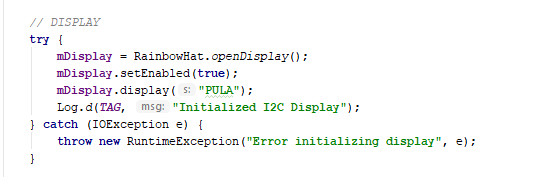 // DISPLAY
try {
mDisplay = RainbowHat.openDisplay();
mDisplay.setEnabled(true);
mDisplay.display( s: "PULA");
Log.d(TAG, msg: "Initialized I2C Display");
} catch (IOException e) {
throw new RuntimeException("Error initializing display", e);
}